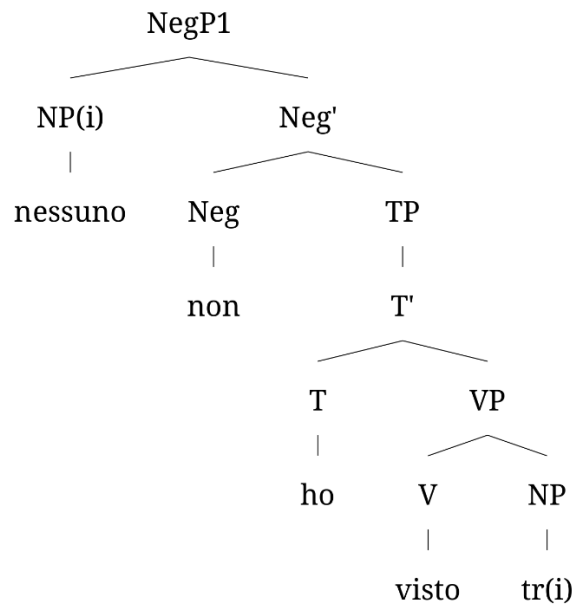 NegP1
NP(i) Neg'
nessuno Neg TP
non T'
T VP
ho V NP
visto tr(i)